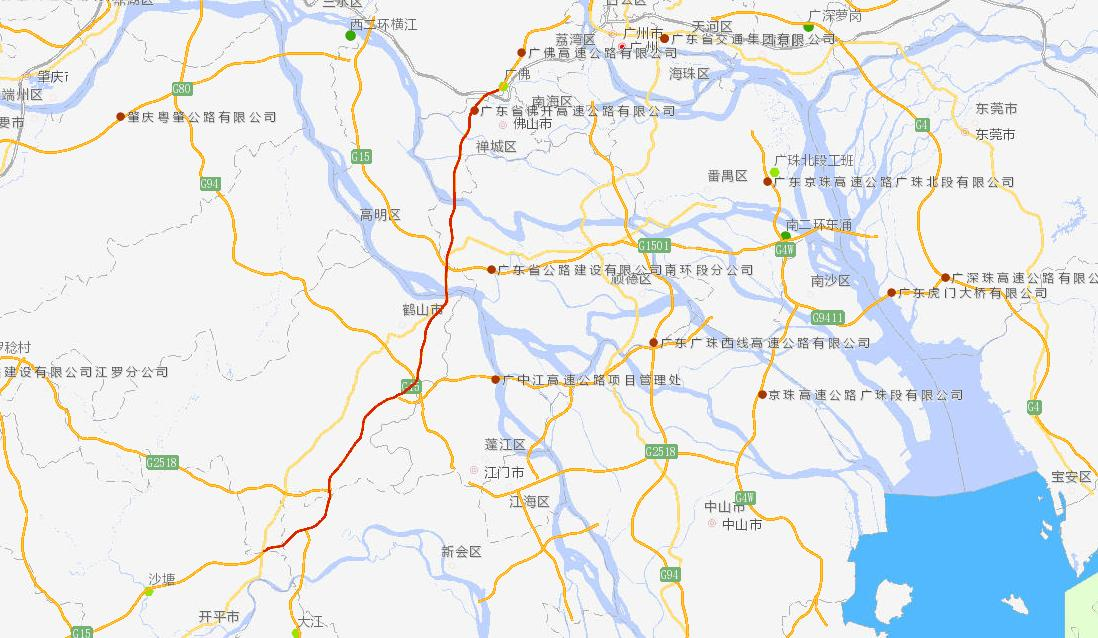 三水区
白云区
西二环横江
广深萝岗
天河区
荔湾区
广州市
广东省交通集团有限公司
广州
广佛高速公路有限公司
肇庆市
广佛
海珠区
G80
端州区
南海区
东莞市
广东省佛开高速公路有限公司
肇庆粤肇公路有限公司
要市
佛山市
G4
东莞市
禅城区
G15
广珠北段工班
番禺区
G94
广东京珠高速公路广珠北段有限公司
高明区
南二环东涌
G1501
G4W
广东省公路建设有限公司南环段分公司
顺德区
南沙区
广深珠高速公路有限公
广东虎门大桥有限公司
鹤山市
G9411
罗稔村
广东广珠西线高速公路有限公司
建设有限公司江罗分公司
G15
广中江高速公路项目管理处
京珠高速公路广珠段有限公司
G4
蓬江区
G2518
G2518
江门市
宝安区
江海区
G4W
中山市
中山市
新会区
沙塘
G94
开平市
大江
G15